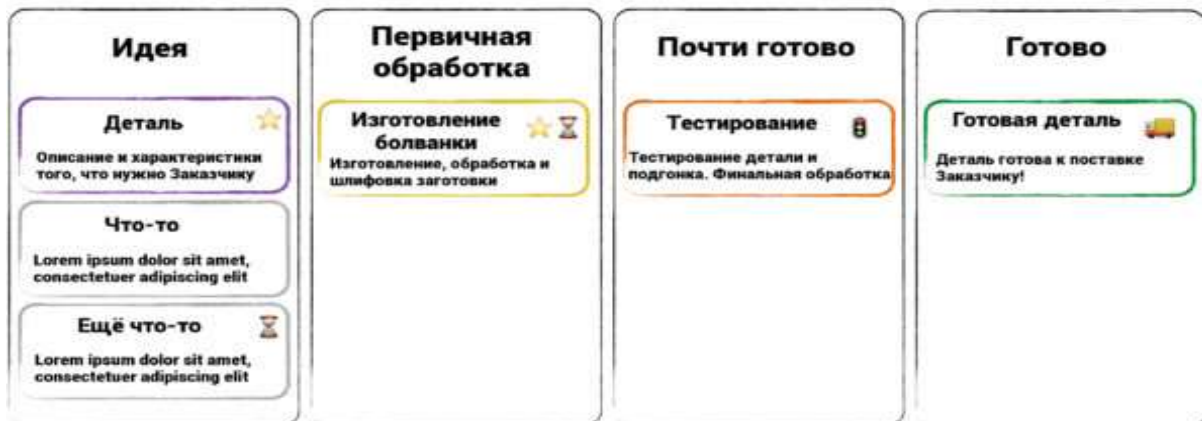 Идея
Деталь
Описание и характеристики
того, что нужно Заказчику
Что-то
Lorem ipsum dolor sit amet,
consectetuer adipiscing elit
Ещё что-то
Lorem ipsum dolor sit amet,
consectetuer adipiscing elit
Первичная
обработка
Изготовление
болванки
Изготовление, обработка и
шлифовка заготовки
Почти готово
Тестирование
Тестирование детали и
подгонка. Финальная обработка
Готово
Готовая деталь
Деталь готова к поставке
Заказчику!